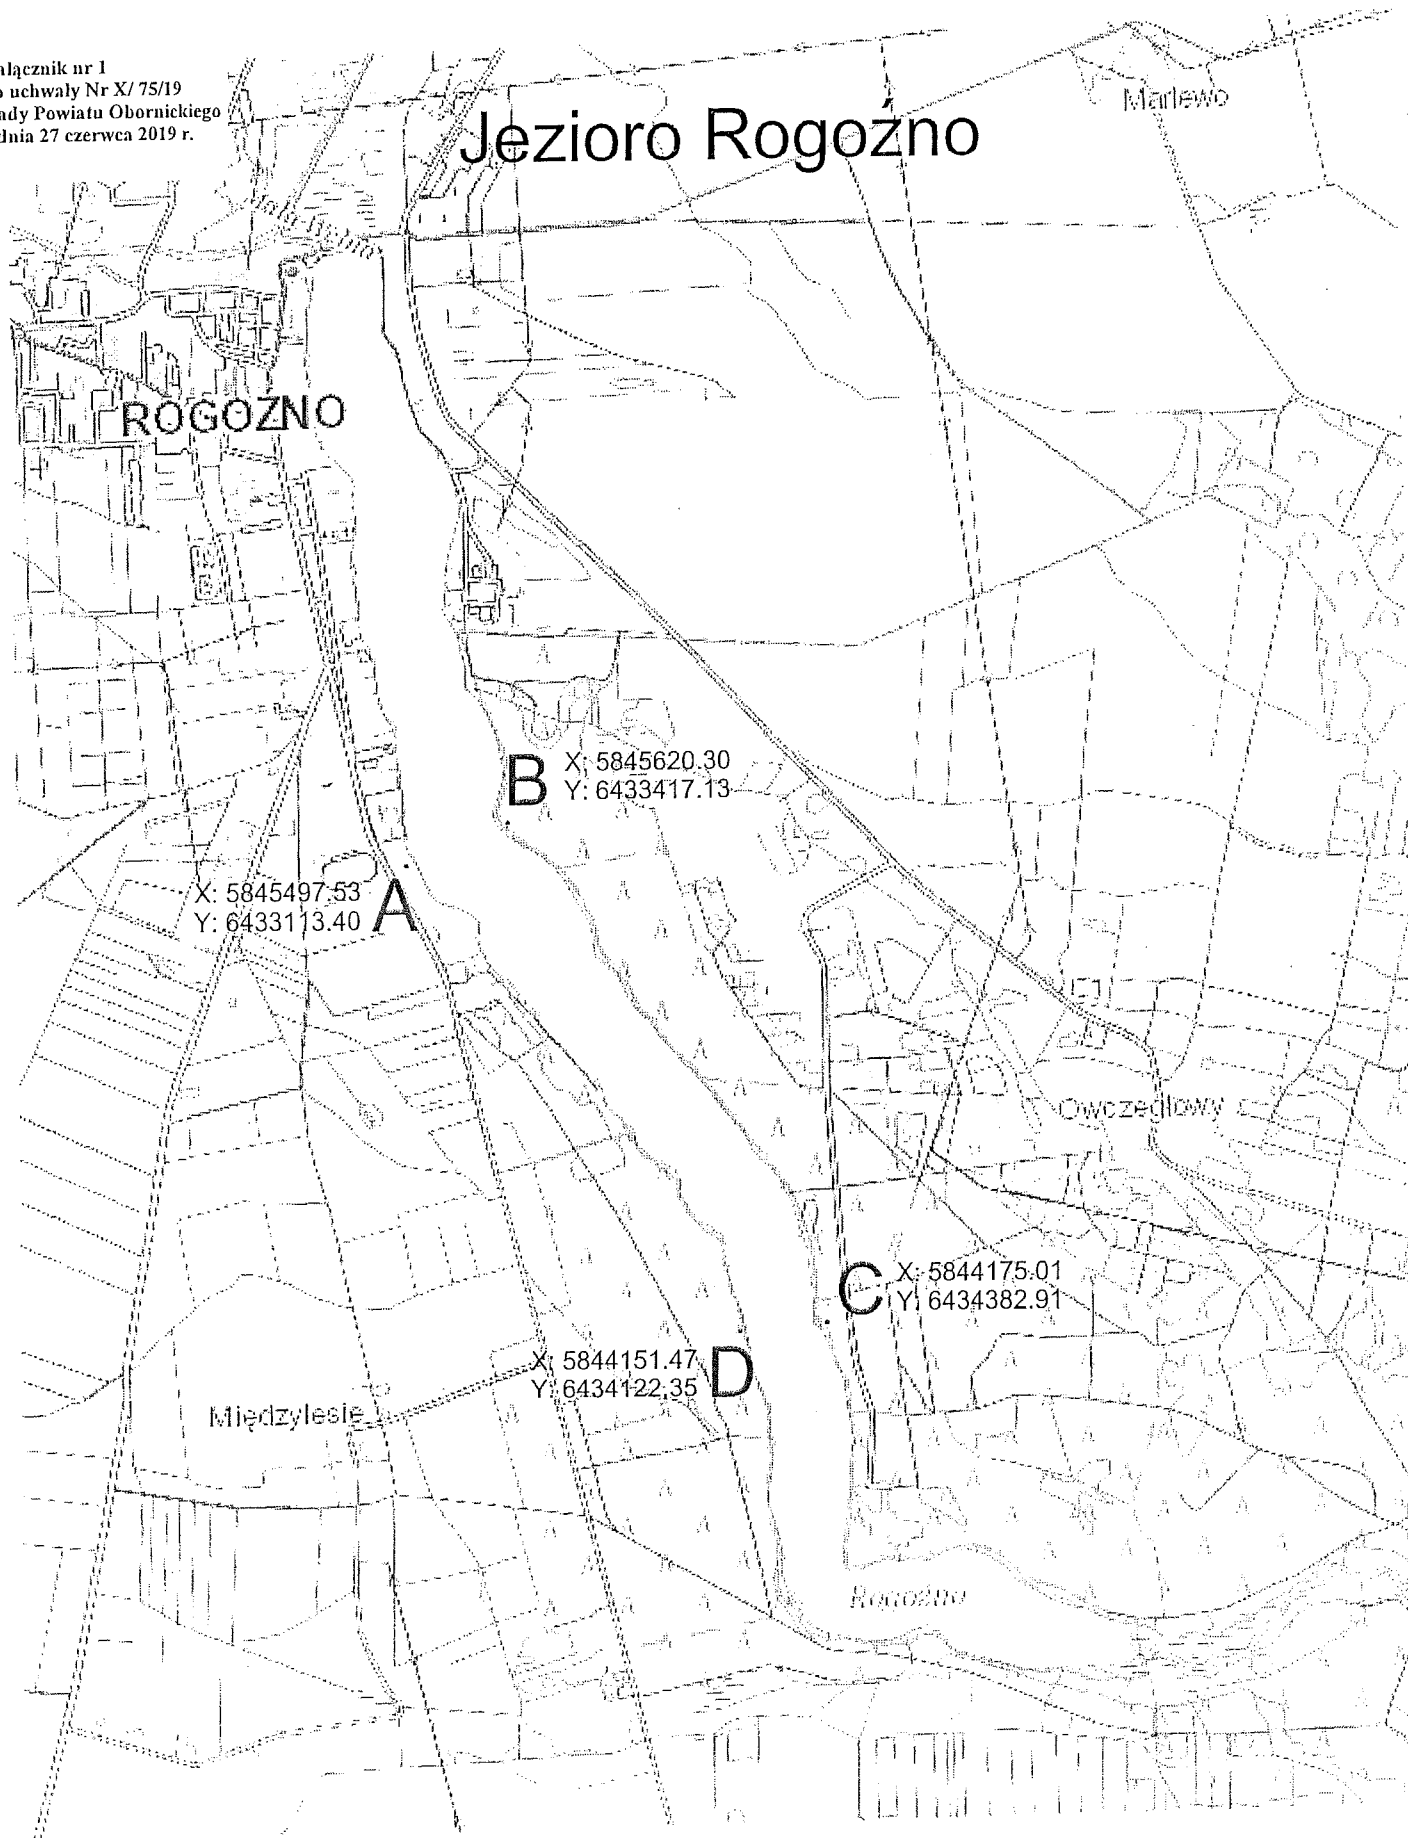 ałącznik nr 1
o uchwały Nr X/ 75/19
ady Powiatu Obornickiego
dnia 27 czerwca 2019 r.
Jezioro Rogoźno
Marlewo
ROGOŹNO
B
X: 5845620.30
Y: 6433417.13
X: 5845497.53
Y: 6433113.40
A
Owczegłowy
C
X: 5844175.01
Y: 6434382.91
X: 5844151.47
Y: 6434122.35
D
Międzylesie
Rogoźno